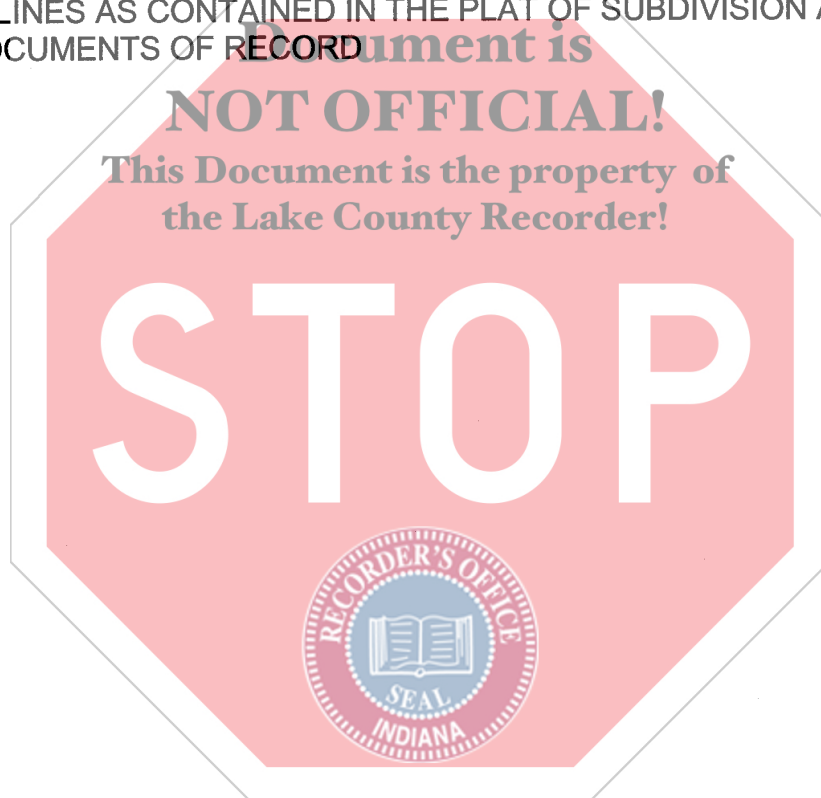 LINES AS CONTAINED IN THE PLAT OF SUBDIVISION
CUMENTS OF RECORD
Document is
NOT OFFICIAL!
This Document is the property of
the Lake County Recorder!
STOP
RECORDER'S OFFICE
SEAL
INDIANA